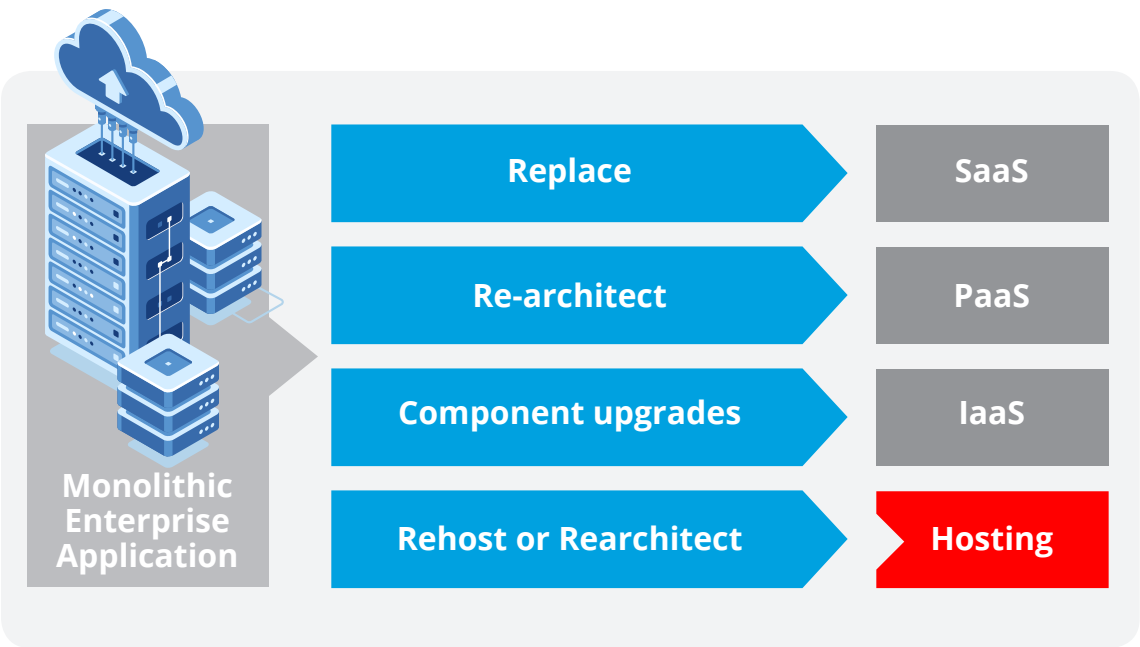 Replace
SaaS
Re-architect
PaaS
Component upgrades
IaaS
Monolithic
Enterprise
Application
Rehost or Rearchitect
Hosting